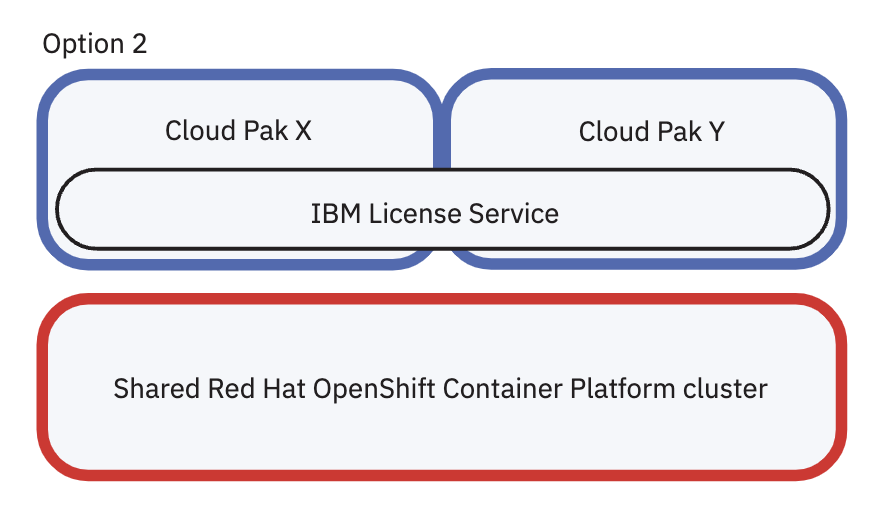 Option 2
Cloud Pak X
Cloud Pak Y
IBM License Service
Shared Red Hat OpenShift Container Platform cluster